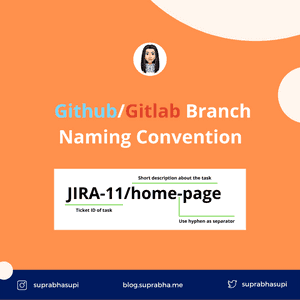 Github/Gitlab Branch
Naming Convention
Short description about the task
JIRA-11/home-page
Ticket ID of task
Use hyphen as separator
suprabhasupi
blog.suprabha.me
suprabhasupi